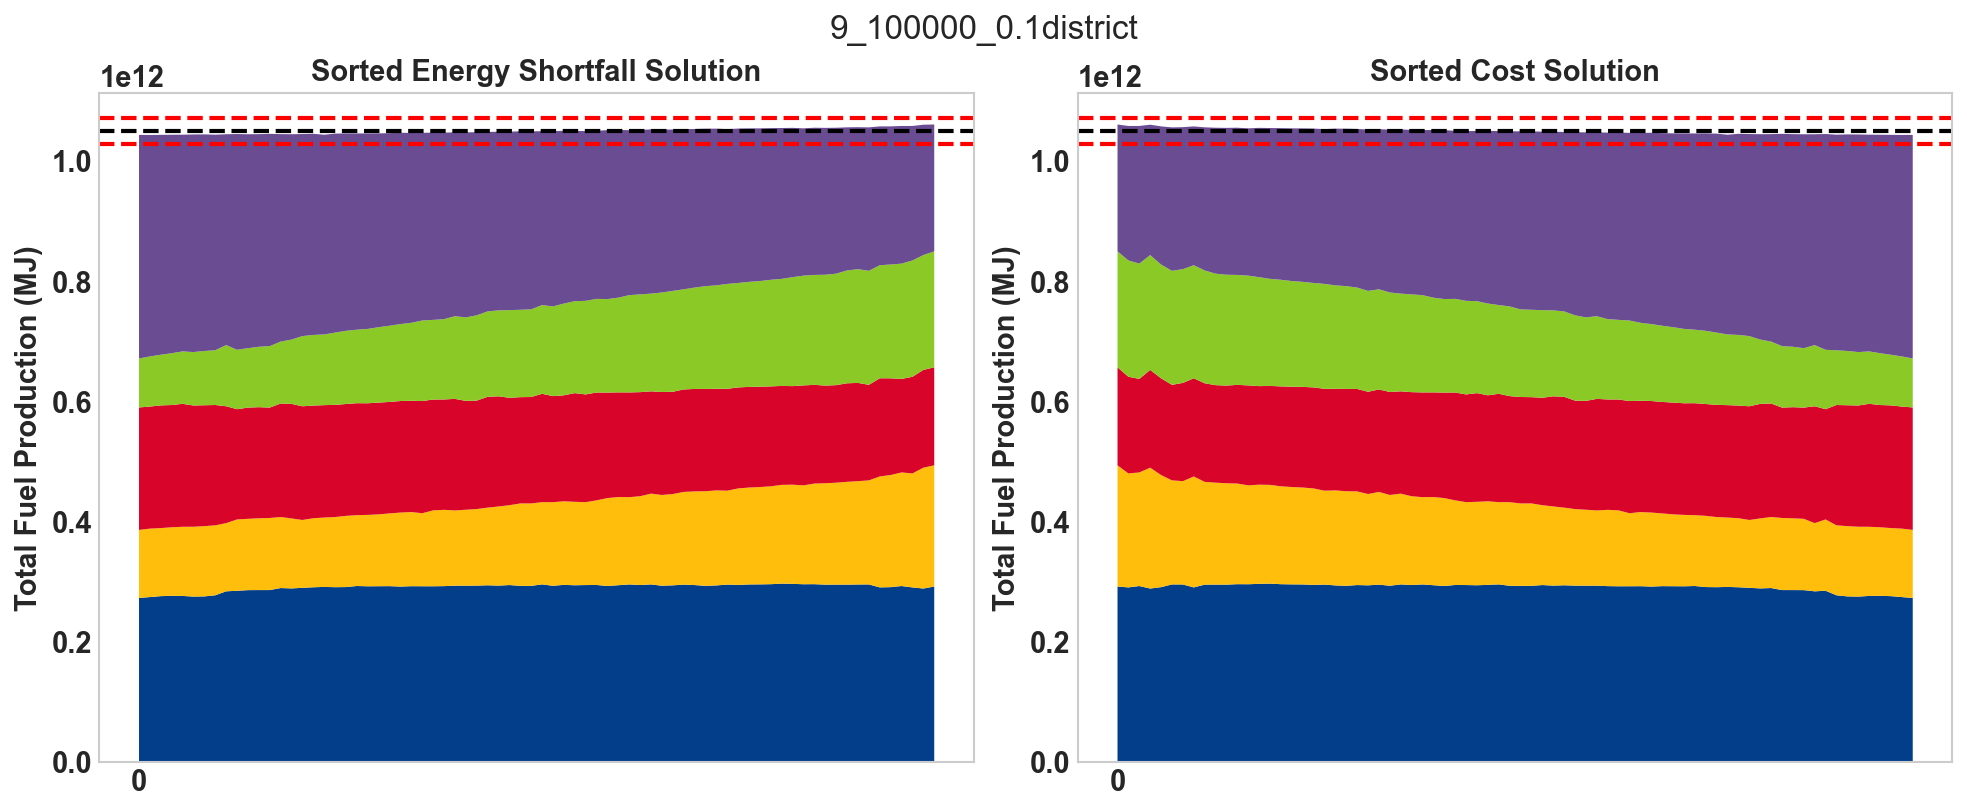 9_100000_0.1district
Sorted Energy Shortfall Solution
1e12
Total Fuel Production (MJ)
1.0
0.8
0.6
0.4
0.2
0.0
0
Sorted Cost Solution
1e12
Total Fuel Production (MJ)
1.0
0.8
0.6
0.4
0.2
0.0
0